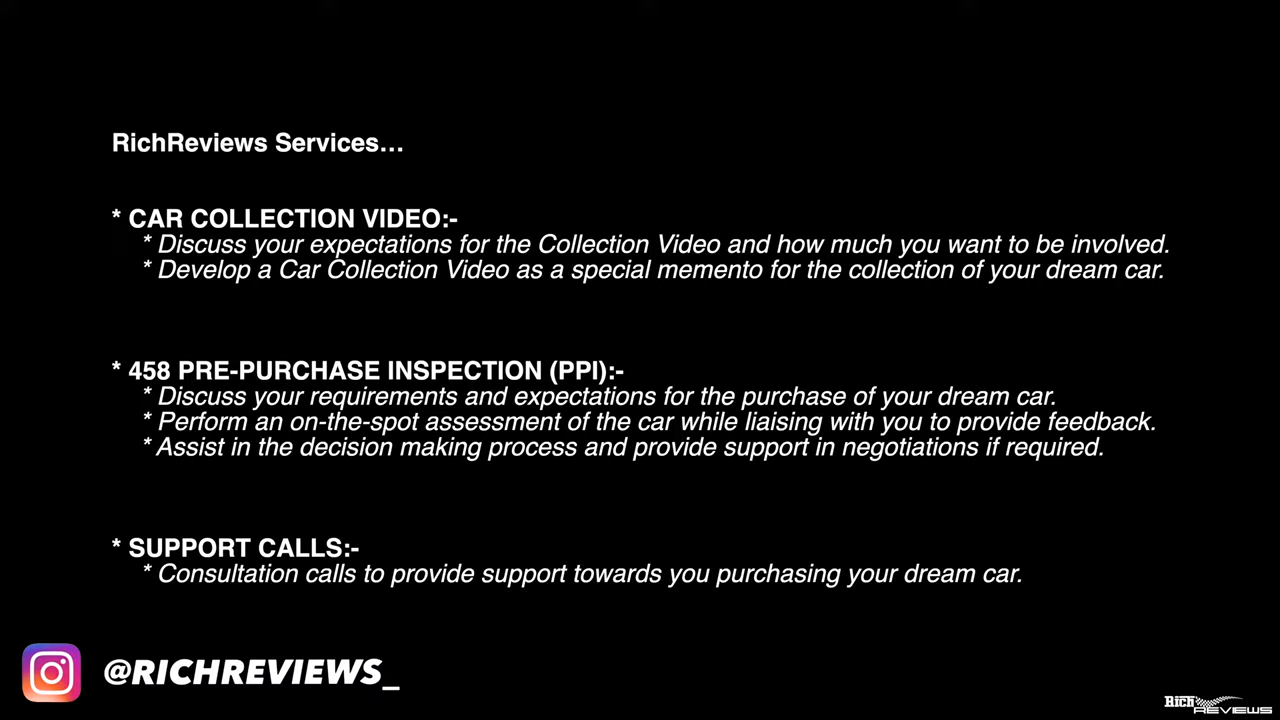 RichReviews Services...
* CAR COLLECTION VIDEO:-
* Discuss your expectations for the Collection Video and how much you want to be involved.
* Develop a Car Collection Video as a special memento for the collection of your dream car.
* 458 PRE-PURCHASE INSPECTION (PPI):-
* Discuss your requirements and expectations for the purchase of your dream car.
* Perform an on-the-spot assessment of the car while liaising with you to provide feedback.
* Assist in the decision making process and provide support in negotiations if required.
* SUPPORT CALLS:-
* Consultation calls to provide support towards you purchasing your dream car.
@RICHREVIEWS_
Rich
REVIEWS